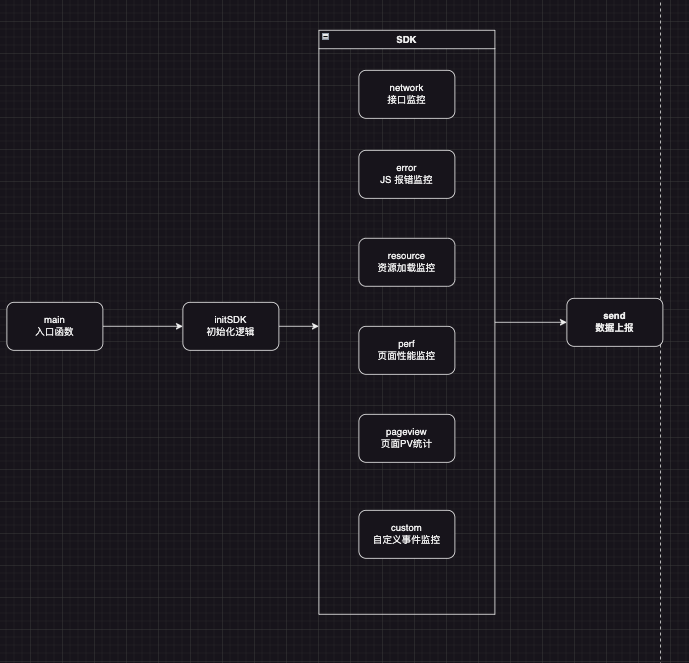 SDK
network
接口监控
error
JS 报错监控
resource
资源加载监控
main
入口函数
initSDK
初始化逻辑
send
数据上报
perf
页面性能监控
pageview
页面PV统计
custom
自定义事件监控